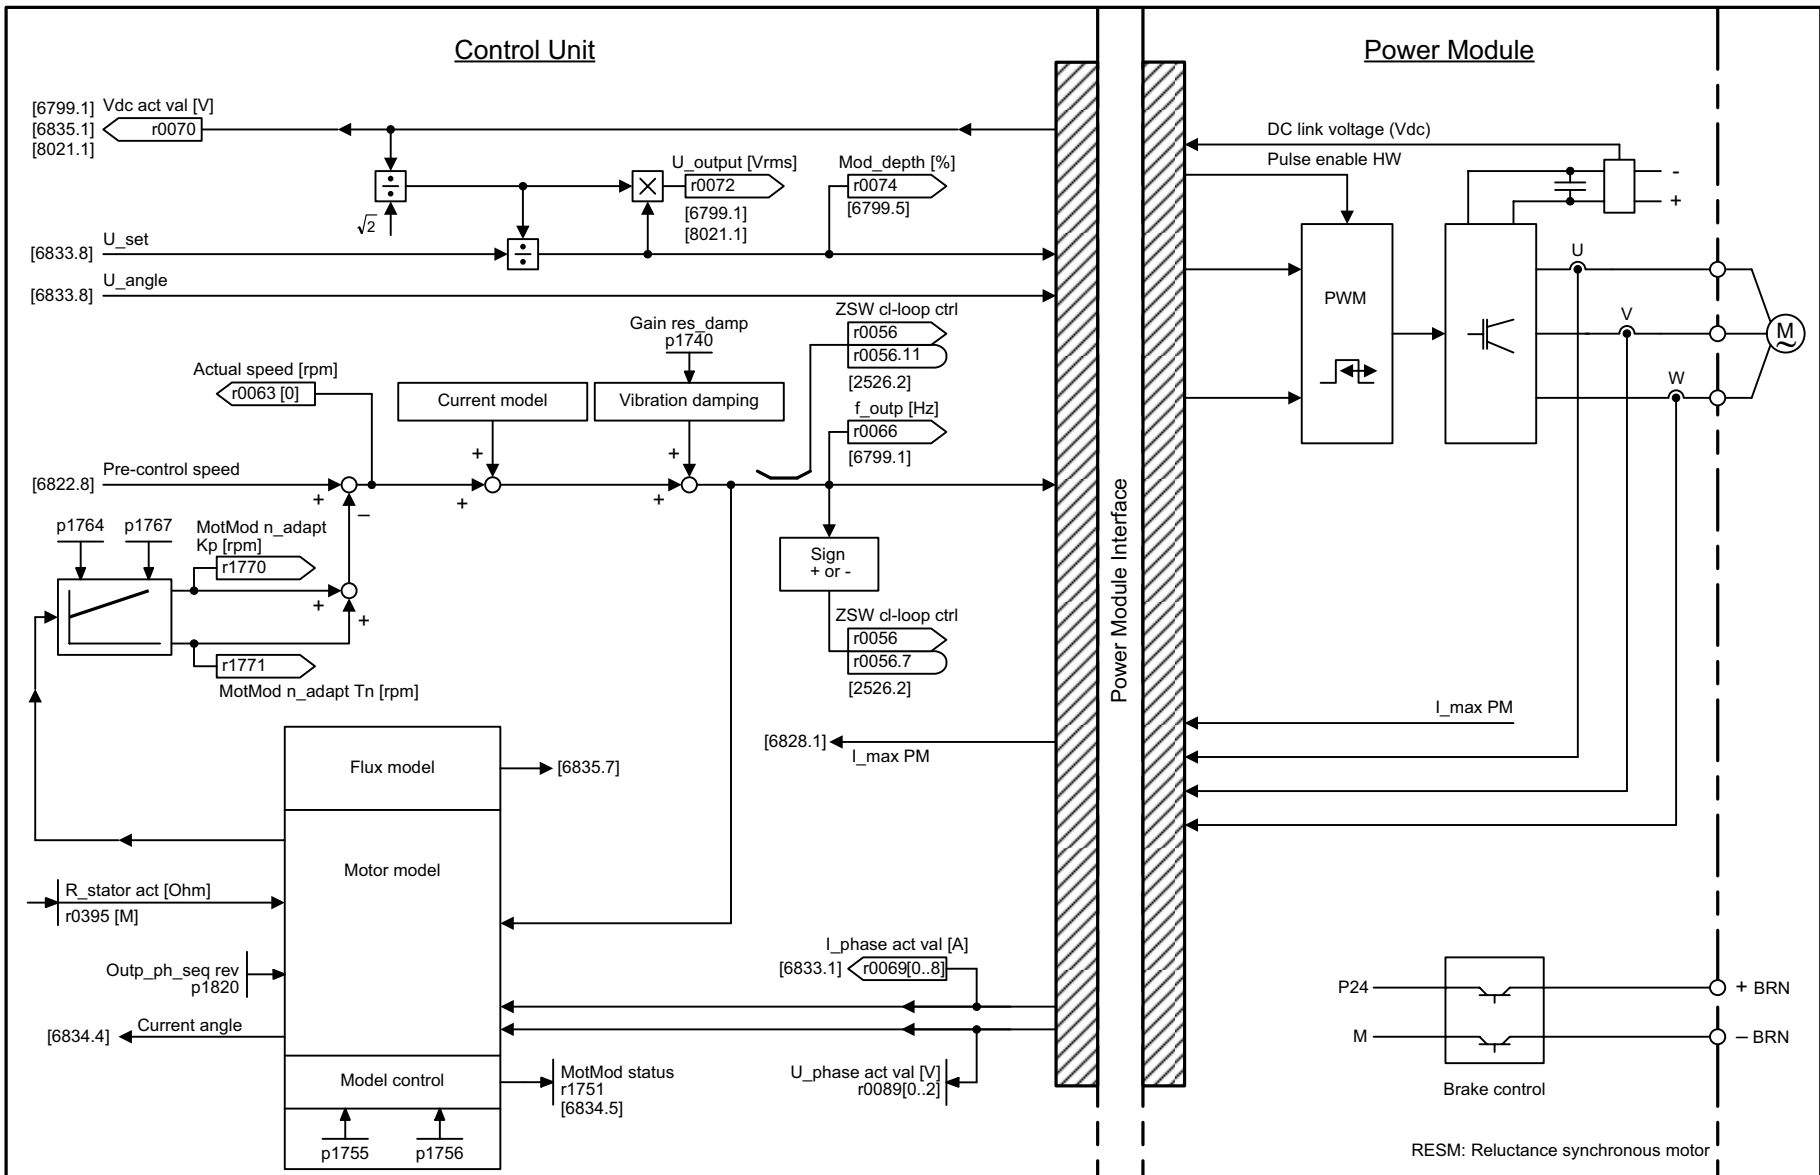 Control Unit
Power Module
[6799.1]
Vdc act val [V]
[6835.1]
r0070
[8021.1]
U_output [Vrms]
r0072
[6799.1]
[8021.1]
Mod_depth [%]
r0074
[6799.5]
÷
√2
×
÷
DC link voltage (Vdc)
Pulse enable HW
-
+
[6833.8]
U_set
[6833.8]
U_angle
U
V
W
PWM
M
~
Gain res_damp
p1740
ZSW cl-loop ctrl
r0056
r0056.11
[2526.2]
Actual speed [rpm]
r0063 [0]
Current model
Vibration damping
f_outp [Hz]
r0066
[6799.1]
[6822.8]
Pre-control speed
+
–
+
+
+
+
p1764
p1767
MotMod n_adapt
Kp [rpm]
r1770
+
+
r1771
MotMod n_adapt Tn [rpm]
Sign
+ or -
ZSW cl-loop ctrl
r0056
r0056.7
[2526.2]
Power Module Interface
I_max PM
[6828.1]
I_max PM
Flux model
[6835.7]
Motor model
R_stator act [Ohm]
r0395 [M]
Outp_ph_seq rev
p1820
[6834.4]
Current angle
I_phase act val [A]
[6833.1]
r0069[0..8]
U_phase act val [V]
r0089[0..2]
Model control
MotMod status
r1751
[6834.5]
p1755
p1756
P24
+ BRN
M
– BRN
Brake control
RESM: Reluctance synchronous motor